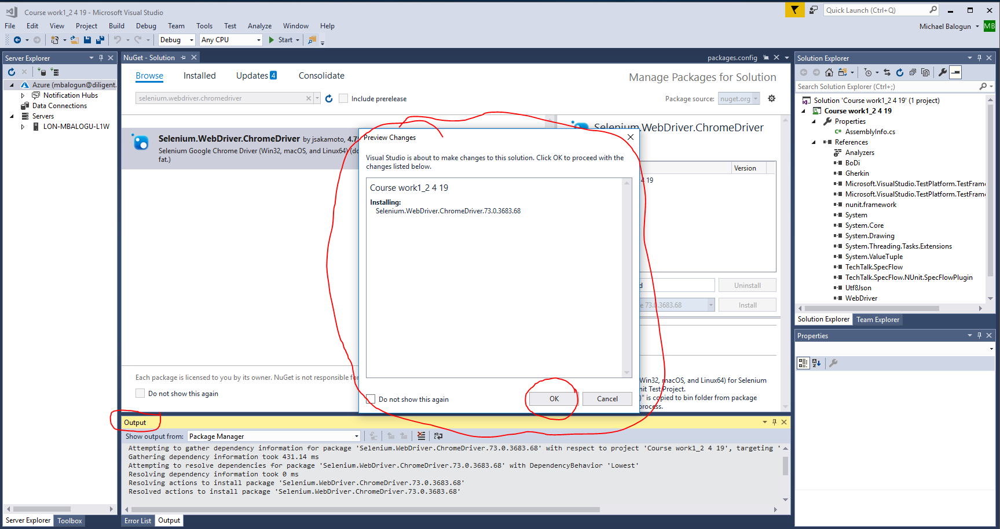 Course work1_2 4 19 - Microsoft Visual Studio
Quick Launch (Ctrl+Q)
File Edit View Project Build Debug Team Tools Test Analyze Window Help
Michael Balogun MB
Debug Any CPU Start
Server Explorer
Azure (mbalogun@diligent.
Notification Hubs
Data Connections
Servers
LON-MBALOGU-L1W
Server Explorer Toolbox
NuGet - Solution
packages.config
Browse Installed Updates 4 Consolidate
Manage Packages for Solution
selenium.webdriver.chromedriver
Include prerelease
Package source: nuget.org
Selenium.WebDriver.ChromeDriver by jsakamoto, 4.7
Selenium Google Chrome Driver (Win32, macOS, and Linux64) (do
fat.)
Selenium.WebDriver.ChromeDriver
Version
4 19
d
Uninstall
e 73.0.3683.68
Install
Each package is licensed to you by its owner. NuGet is not responsible for
Do not show this again
Win32, macOS, and Linux64) for Selenium
nit Test Project.
)" is copied to bin folder from package
process.
Preview Changes
Visual Studio is about to make changes to this solution. Click OK to proceed with the
changes listed below.
Course work1_2 4 19
Installing:
Selenium.WebDriver.ChromeDriver.73.0.3683.68
Do not show this again
OK Cancel
Output
Show output from: Package Manager
Attempting to gather dependency information for package 'Selenium.WebDriver.ChromeDriver.73.0.3683.68' with respect to project 'Course work1_2 4 19', targeting '
Gathering dependency information took 431.14 ms
Attempting to resolve dependencies for package 'Selenium.WebDriver.ChromeDriver.73.0.3683.68' with DependencyBehavior 'Lowest'
Resolving dependency information took 0 ms
Resolving actions to install package 'Selenium.WebDriver.ChromeDriver.73.0.3683.68'
Resolved actions to install package 'Selenium.WebDriver.ChromeDriver.73.0.3683.68'
Error List Output
Solution Explorer
Search Solution Explorer (Ctrl+;)
Solution 'Course work1_2 4 19' (1 project)
Course work1_2 4 19
Properties
C# AssemblyInfo.cs
References
Analyzers
BoDi
Gherkin
Microsoft.VisualStudio.TestPlatform.TestFrame
Microsoft.VisualStudio.TestPlatform.TestFrame
nunit.framework
System
System.Core
System.Drawing
System.Threading.Tasks.Extensions
System.ValueTuple
TechTalk.SpecFlow
TechTalk.SpecFlow.NUnit.SpecFlowPlugin
Utf8Json
WebDriver
Solution Explorer Team Explorer
Properties